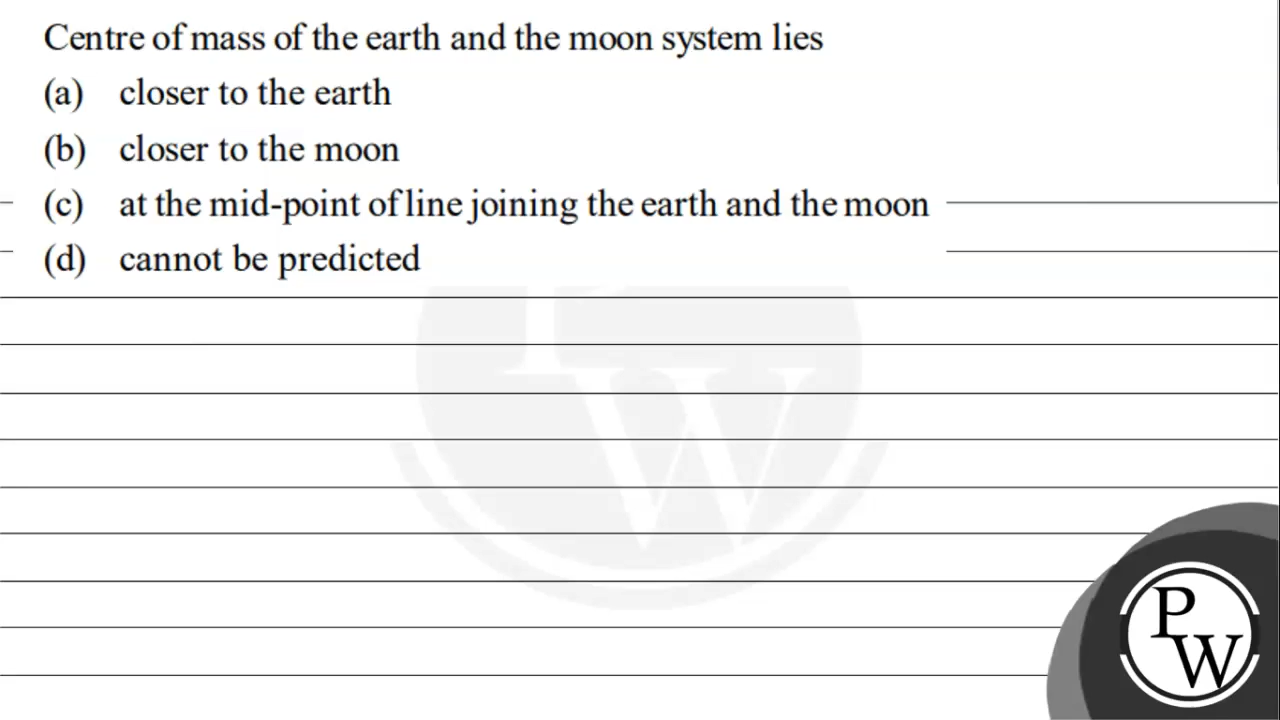 Centre of mass of the earth and the moon system lies
(a) closer to the earth
(b) closer to the moon
(c) at the mid-point of line joining the earth and the moon
(d) cannot be predicted
PW